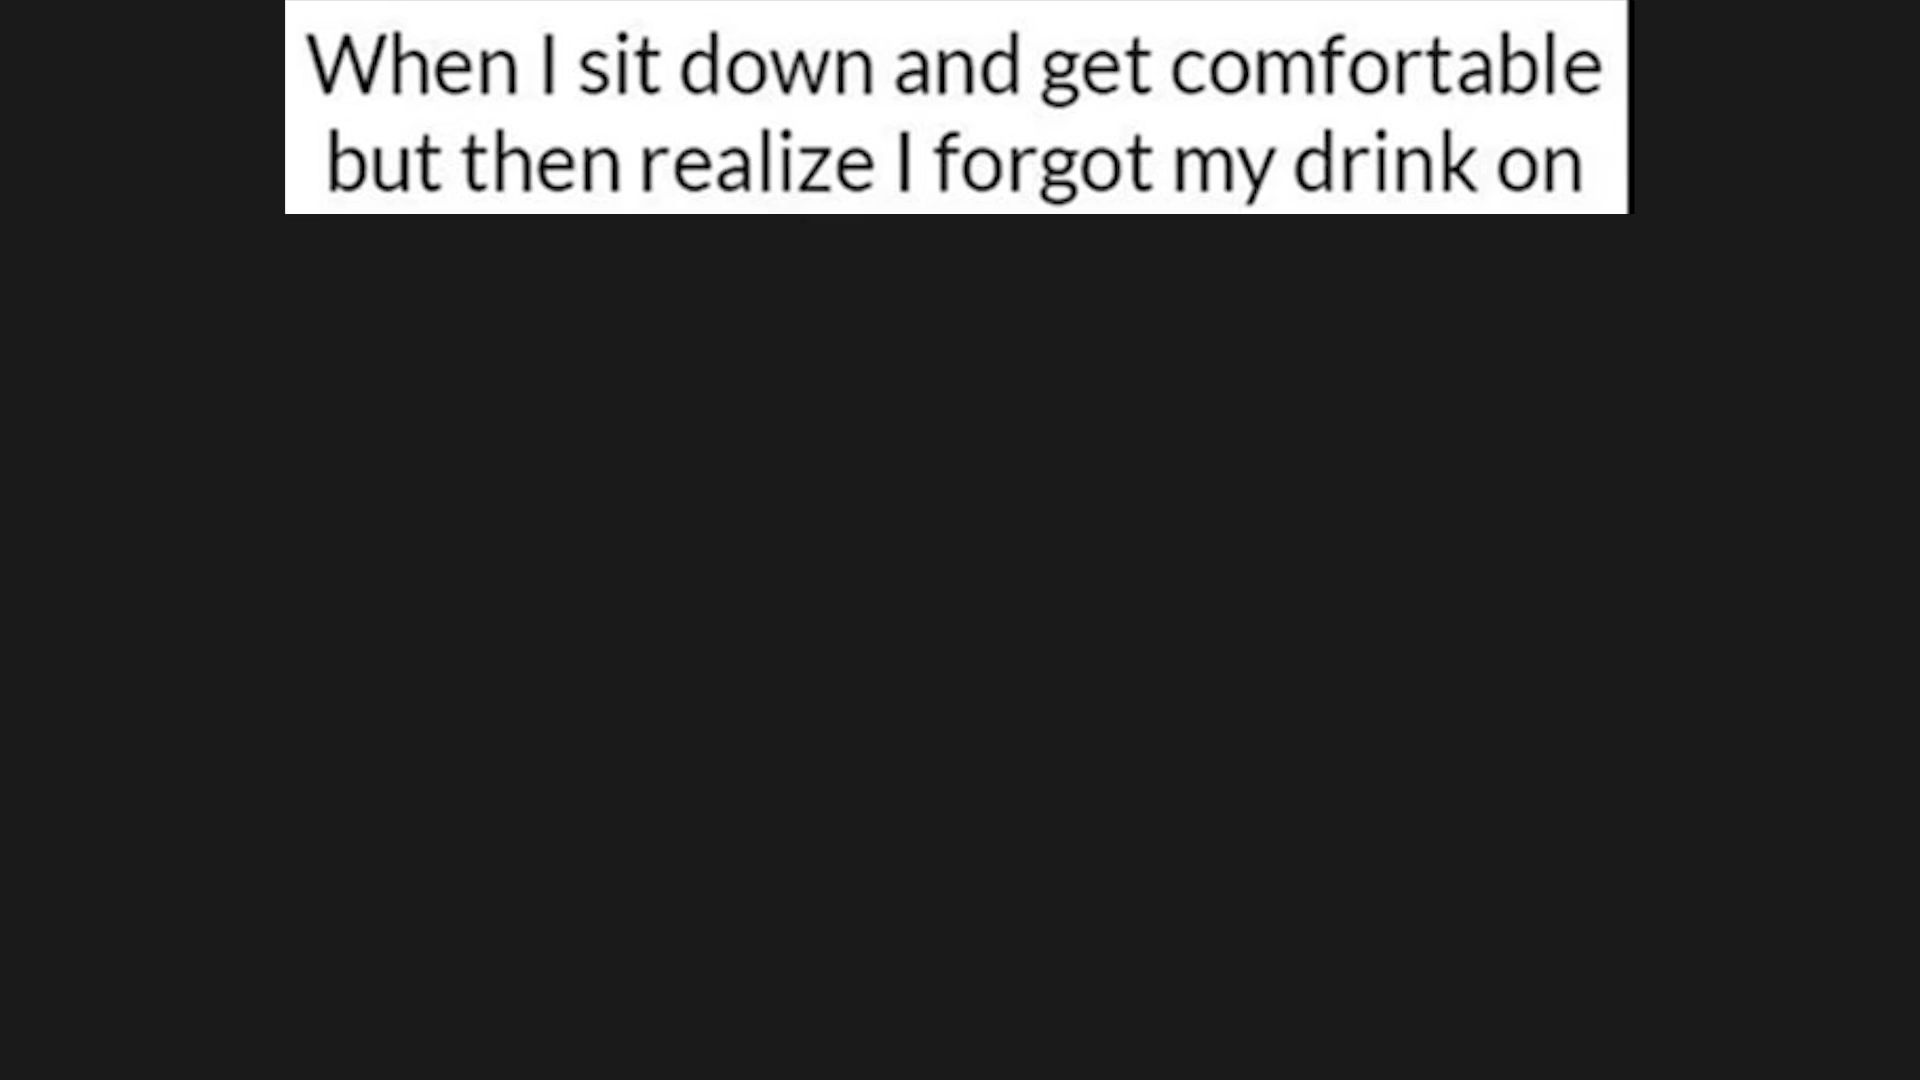 When I sit down and get comfortable
but then realize I forgot my drink on